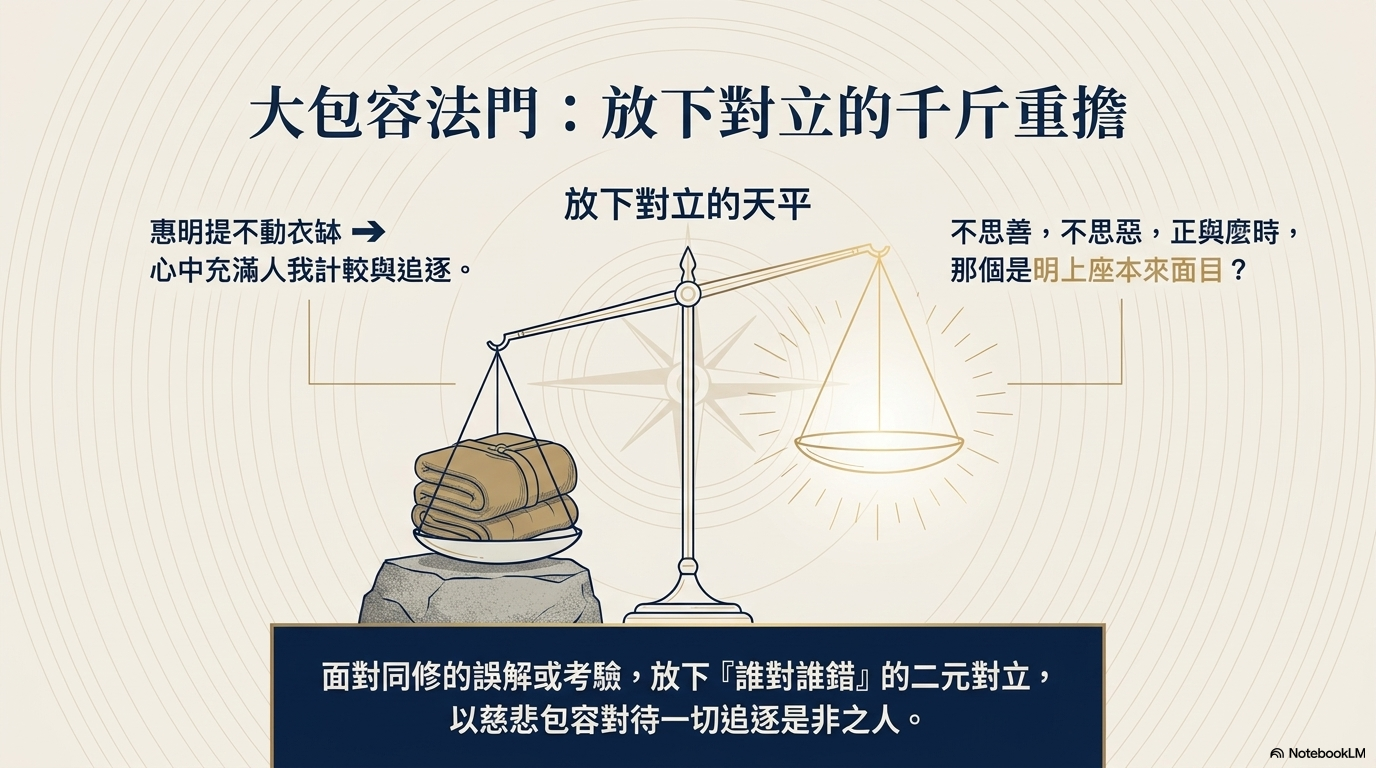 大包容法門：放下對立的千斤重擔
放下對立的天平
惠明提不動衣缽 ➔
心中充滿人我計較與追逐。
不思善，不思惡，正與麼時，
那個是明上座本來面目？
面對同修的誤解或考驗，放下『誰對誰錯』的二元對立，
以慈悲包容對待一切追逐是非之人。
NotebookLM